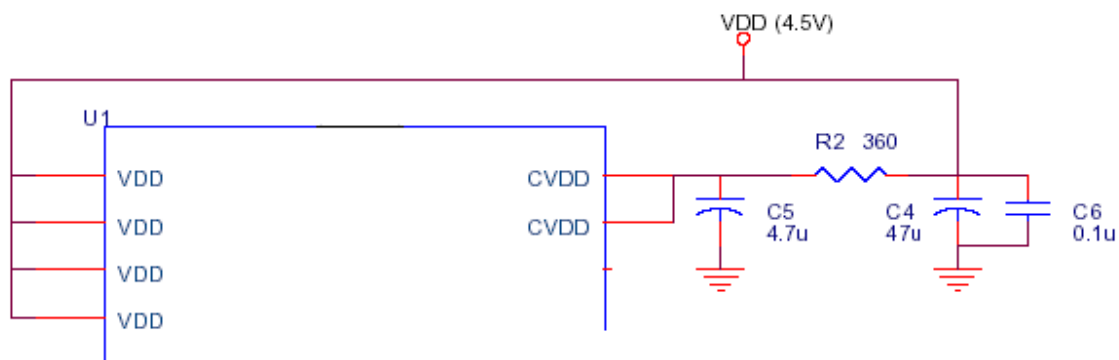 VDD (4.5V)
U1
R2 360
VDD
CVDD
C5
4.7u
C4
47u
C6
0.1u
VDD
CVDD
VDD
VDD